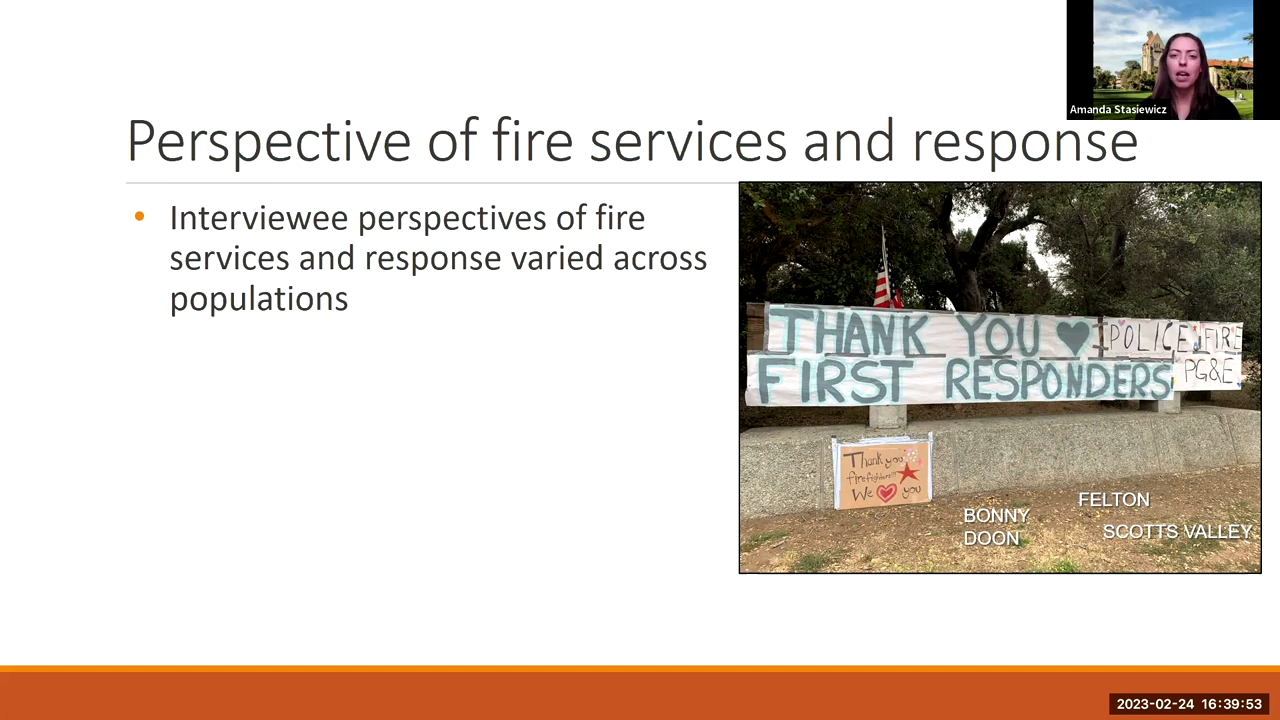 Amanda Stasiewicz
Perspective of fire services and response
• Interviewee perspectives of fire
services and response varied across
populations
THANK YOU ♥ POLICE FIRE
FIRST RESPONDERS PG&E
Thank you
firefighters!!!
We ♥ you
FELTON
BONNY
DOON
SCOTTS VALLEY
2023-02-24 16:39:53